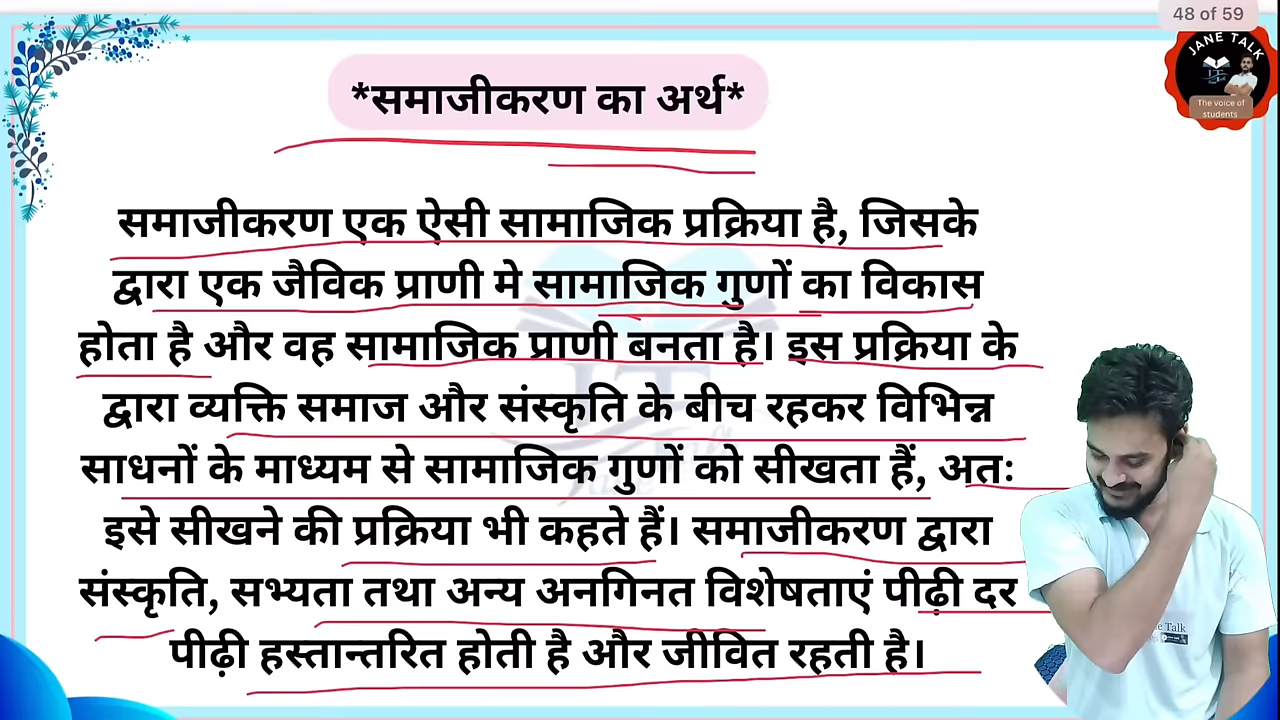 48 of 59
JANE TALK
The voice of
students
*समाजीकरण का अर्थ*
समाजीकरण एक ऐसी सामाजिक प्रक्रिया है, जिसके
द्वारा एक जैविक प्राणी मे सामाजिक गुणों का विकास
होता है और वह सामाजिक प्राणी बनता है। इस प्रक्रिया के
द्वारा व्यक्ति समाज और संस्कृति के बीच रहकर विभिन्न
साधनों के माध्यम से सामाजिक गुणों को सीखता हैं, अतः
इसे सीखने की प्रक्रिया भी कहते हैं। समाजीकरण द्वारा
संस्कृति, सभ्यता तथा अन्य अनगिनत विशेषताएं पीढ़ी दर
पीढ़ी हस्तान्तरित होती है और जीवित रहती है।
Talk